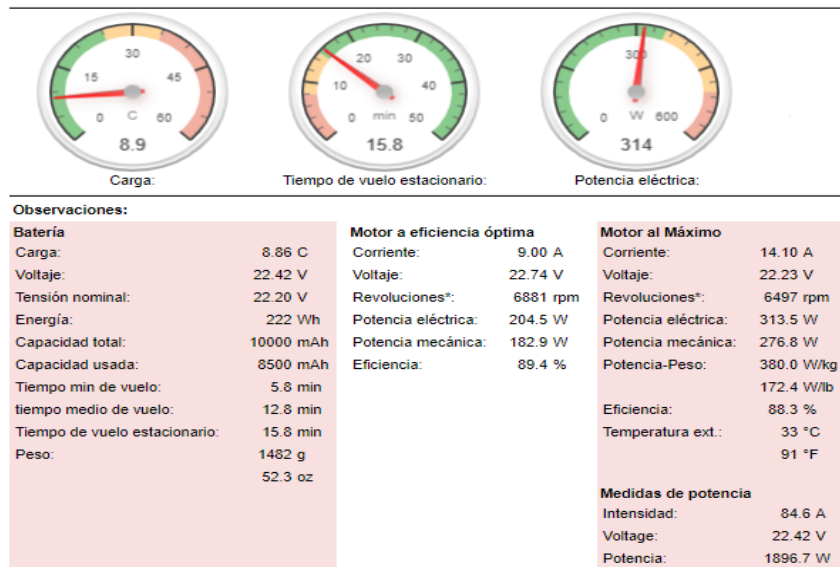 30
15 45
0 C 60
8.9
Carga:
20 30
10 40
0 min 50
15.8
Tiempo de vuelo estacionario:
300
0 W 600
314
Potencia eléctrica:
Observaciones:
Batería
Carga: 8.86 C
Voltaje: 22.42 V
Tensión nominal: 22.20 V
Energía: 222 Wh
Capacidad total: 10000 mAh
Capacidad usada: 8500 mAh
Tiempo min de vuelo: 5.8 min
tiempo medio de vuelo: 12.8 min
Tiempo de vuelo estacionario: 15.8 min
Peso: 1482 g
52.3 oz
Motor a eficiencia óptima
Corriente: 9.00 A
Voltaje: 22.74 V
Revoluciones*: 6881 rpm
Potencia eléctrica: 204.5 W
Potencia mecánica: 182.9 W
Eficiencia: 89.4 %
Motor al Máximo
Corriente: 14.10 A
Voltaje: 22.23 V
Revoluciones*: 6497 rpm
Potencia eléctrica: 313.5 W
Potencia mecánica: 276.8 W
Potencia-Peso: 380.0 W/kg
172.4 W/lb
Eficiencia: 88.3 %
Temperatura ext.: 33 °C
91 °F
Medidas de potencia
Intensidad: 84.6 A
Voltage: 22.42 V
Potencia: 1896.7 W